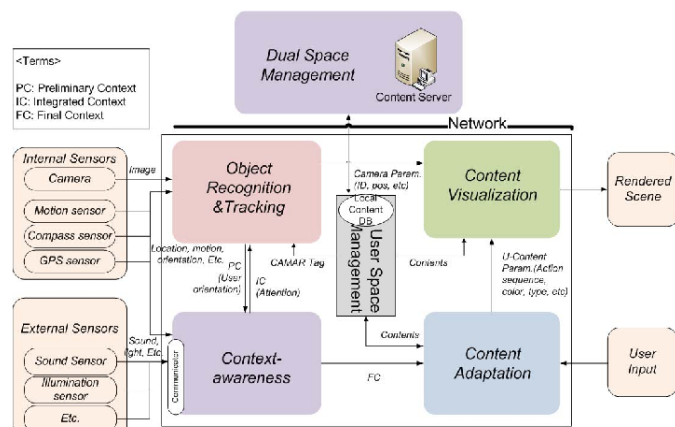 <Terms>
PC: Preliminary Context
IC: Integrated Context
FC: Final Context
Dual Space
Management
Content Server
Network
Internal Sensors
Camera
Motion sensor
Compass sensor
GPS sensor
Image
Object
Recognition
&Tracking
Camera Param.
(ID, pos, etc)
Local
Content
DB
User Space
Management
Content
Visualization
Rendered
Scene
Location, motion,
orientation, Etc.
PC
(User
orientation)
IC
(Attention)
CAMAR Tag
Contents
U-Content
Param.(Action
sequence,
color, type, etc)
External Sensors
Sound Sensor
Illumination
sensor
Etc.
Sound,
light, Etc.
Communicator
Context-
awareness
FC
Contents
Content
Adaptation
User
Input